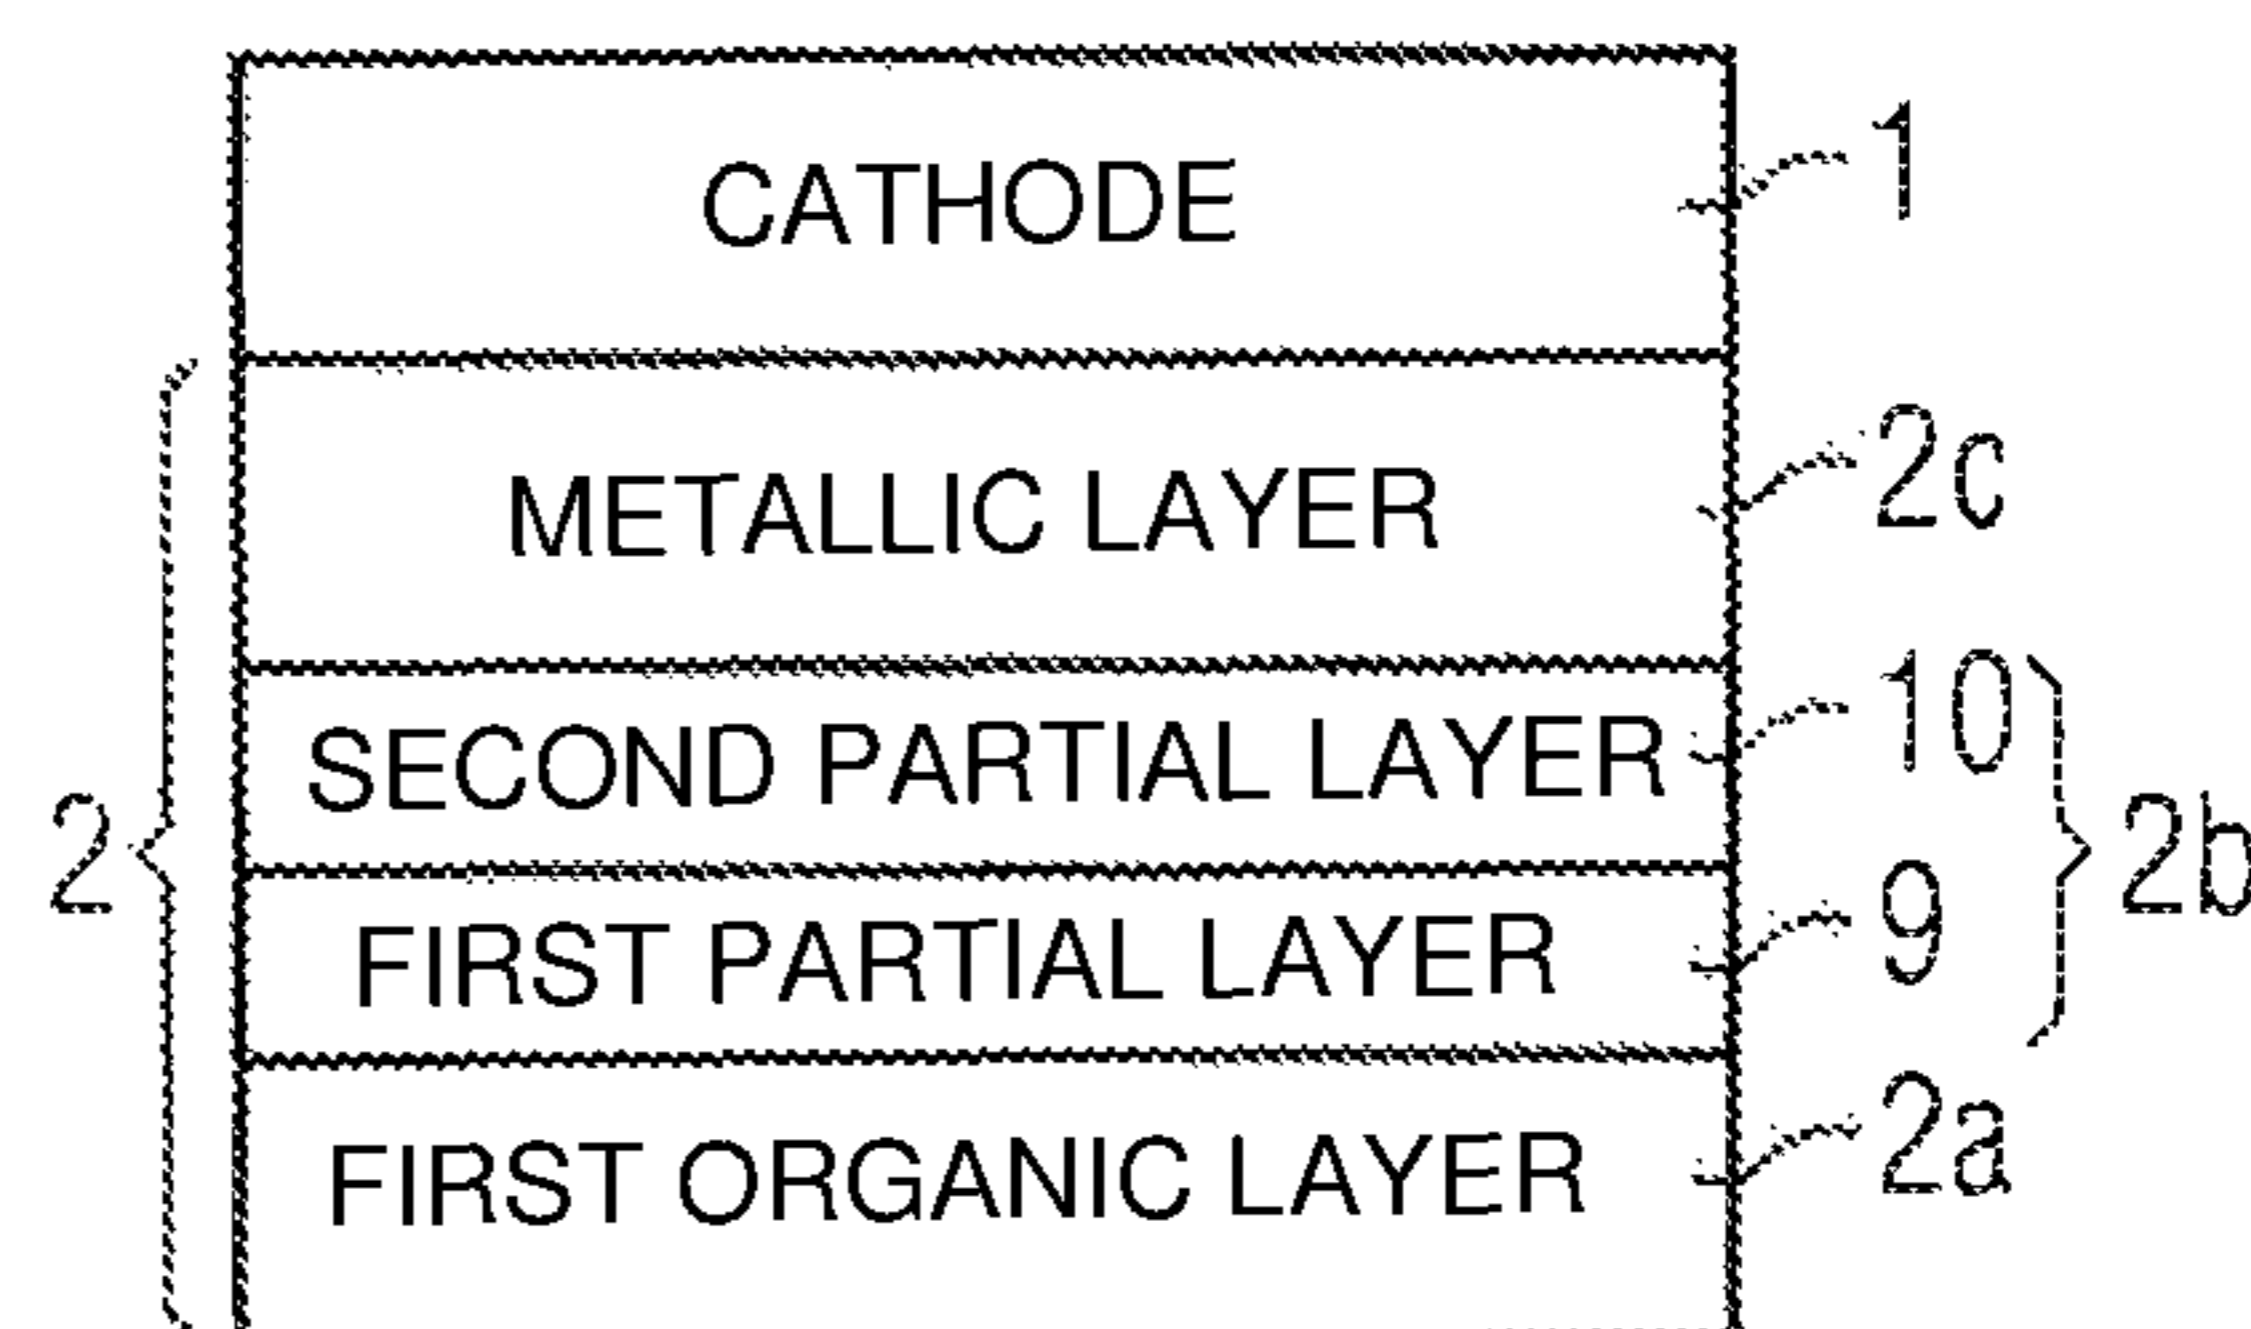 CATHODE 1
METALLIC LAYER 2c
SECOND PARTIAL LAYER 10
2 2b
FIRST PARTIAL LAYER 9
FIRST ORGANIC LAYER 2a